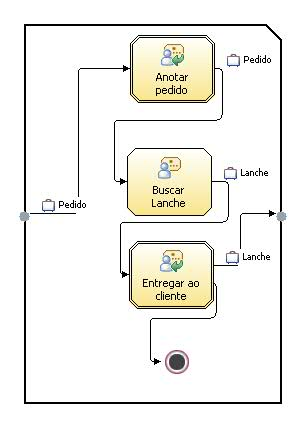 Pedido
Anotar
pedido
Pedido
Buscar
Lanche
Lanche
Entregar ao
cliente
Lanche